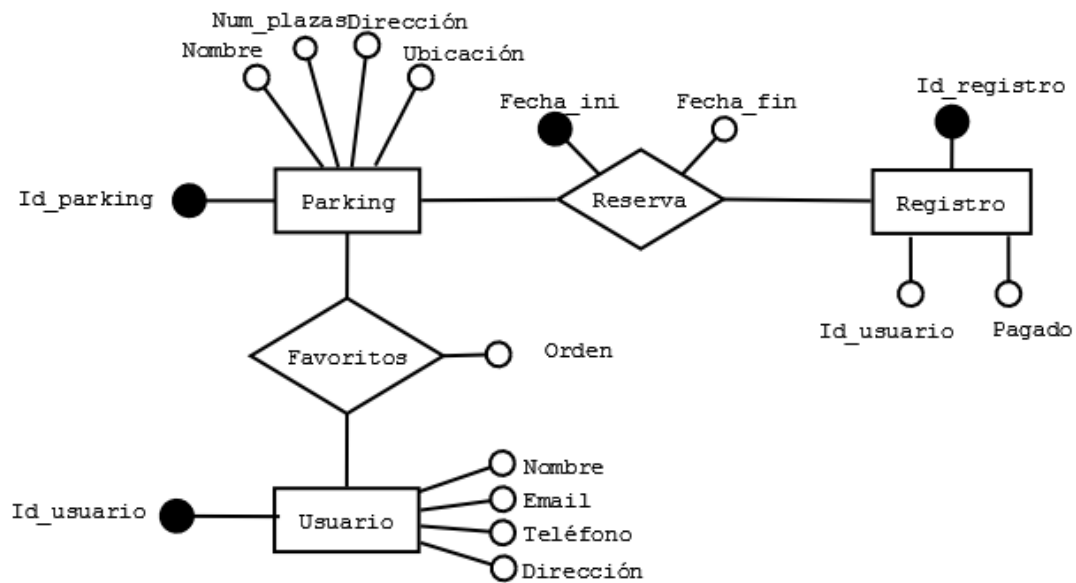 Num_plazas
Dirección
Nombre
Ubicación
Fecha_ini
Fecha_fin
Id_registro
Id_parking
Parking
Reserva
Registro
Id_usuario
Pagado
Favoritos
Orden
Nombre
Email
Id_usuario
Usuario
Teléfono
Dirección